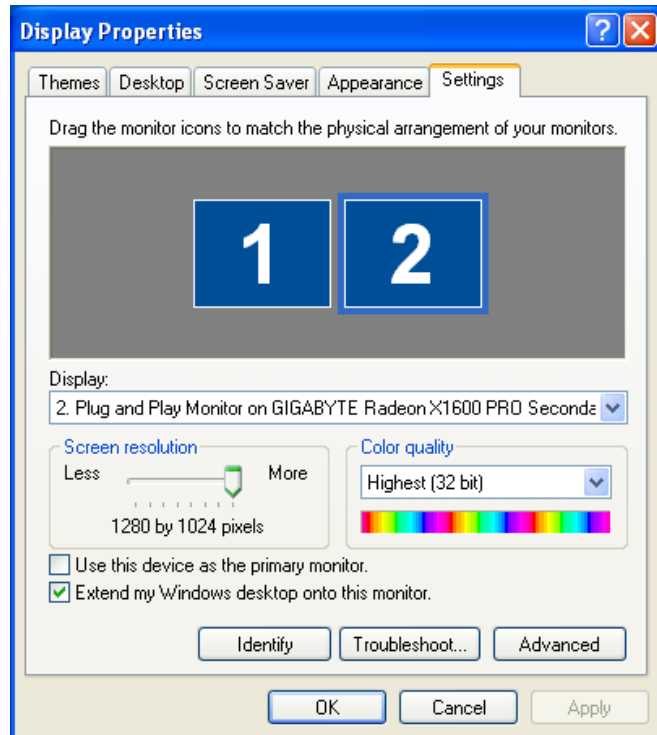 Display Properties
Themes Desktop Screen Saver Appearance Settings
Drag the monitor icons to match the physical arrangement of your monitors.
1 2
Display:
2. Plug and Play Monitor on GIGABYTE Radeon X1600 PRO Seconda
Screen resolution
Less More
1280 by 1024 pixels
Color quality
Highest (32 bit)
Use this device as the primary monitor.
Extend my Windows desktop onto this monitor.
Identify Troubleshoot... Advanced
OK Cancel Apply